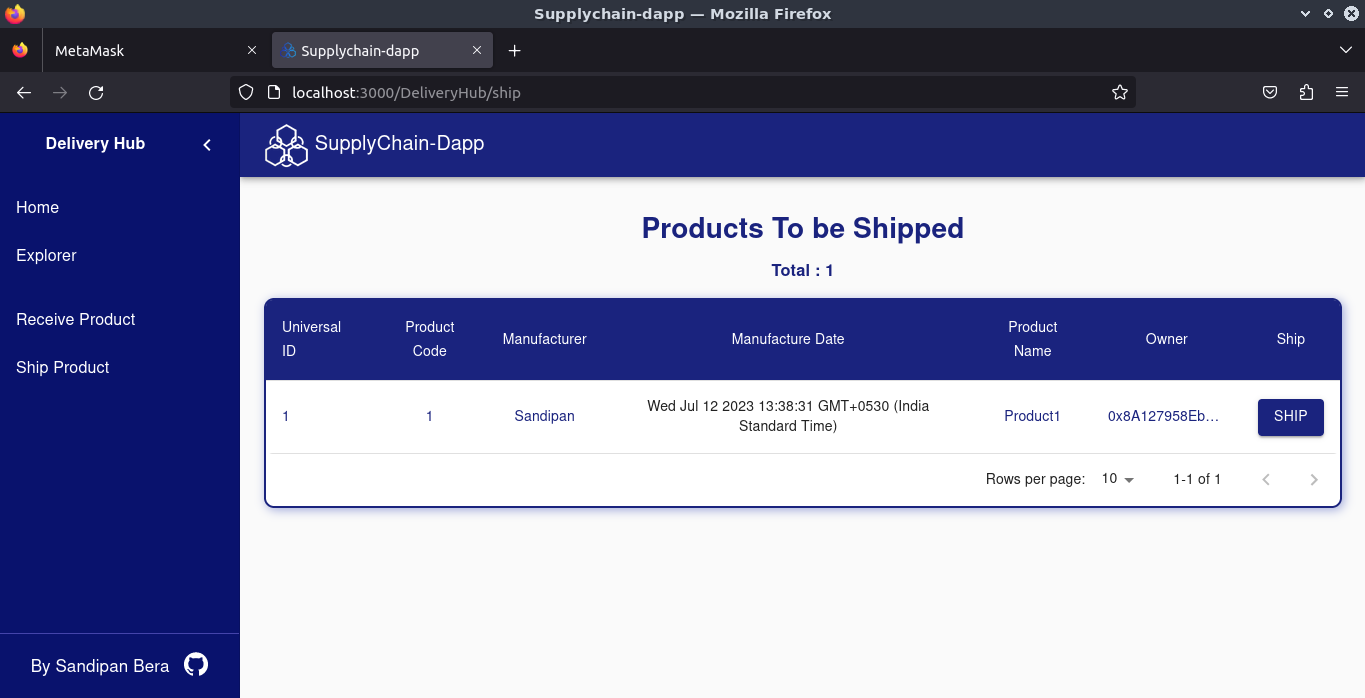 Supplychain-dapp — Mozilla Firefox
MetaMask
Supplychain-dapp
localhost:3000/DeliveryHub/ship
Delivery Hub
SupplyChain-Dapp
Home
Explorer
Receive Product
Ship Product
By Sandipan Bera
Products To be Shipped
Total : 1
Universal
ID
Product
Code
Manufacturer
Manufacture Date
Product
Name
Owner
Ship
1
1
Sandipan
Wed Jul 12 2023 13:38:31 GMT+0530 (India
Standard Time)
Product1
0x8A127958Eb...
SHIP
Rows per page: 10
1-1 of 1